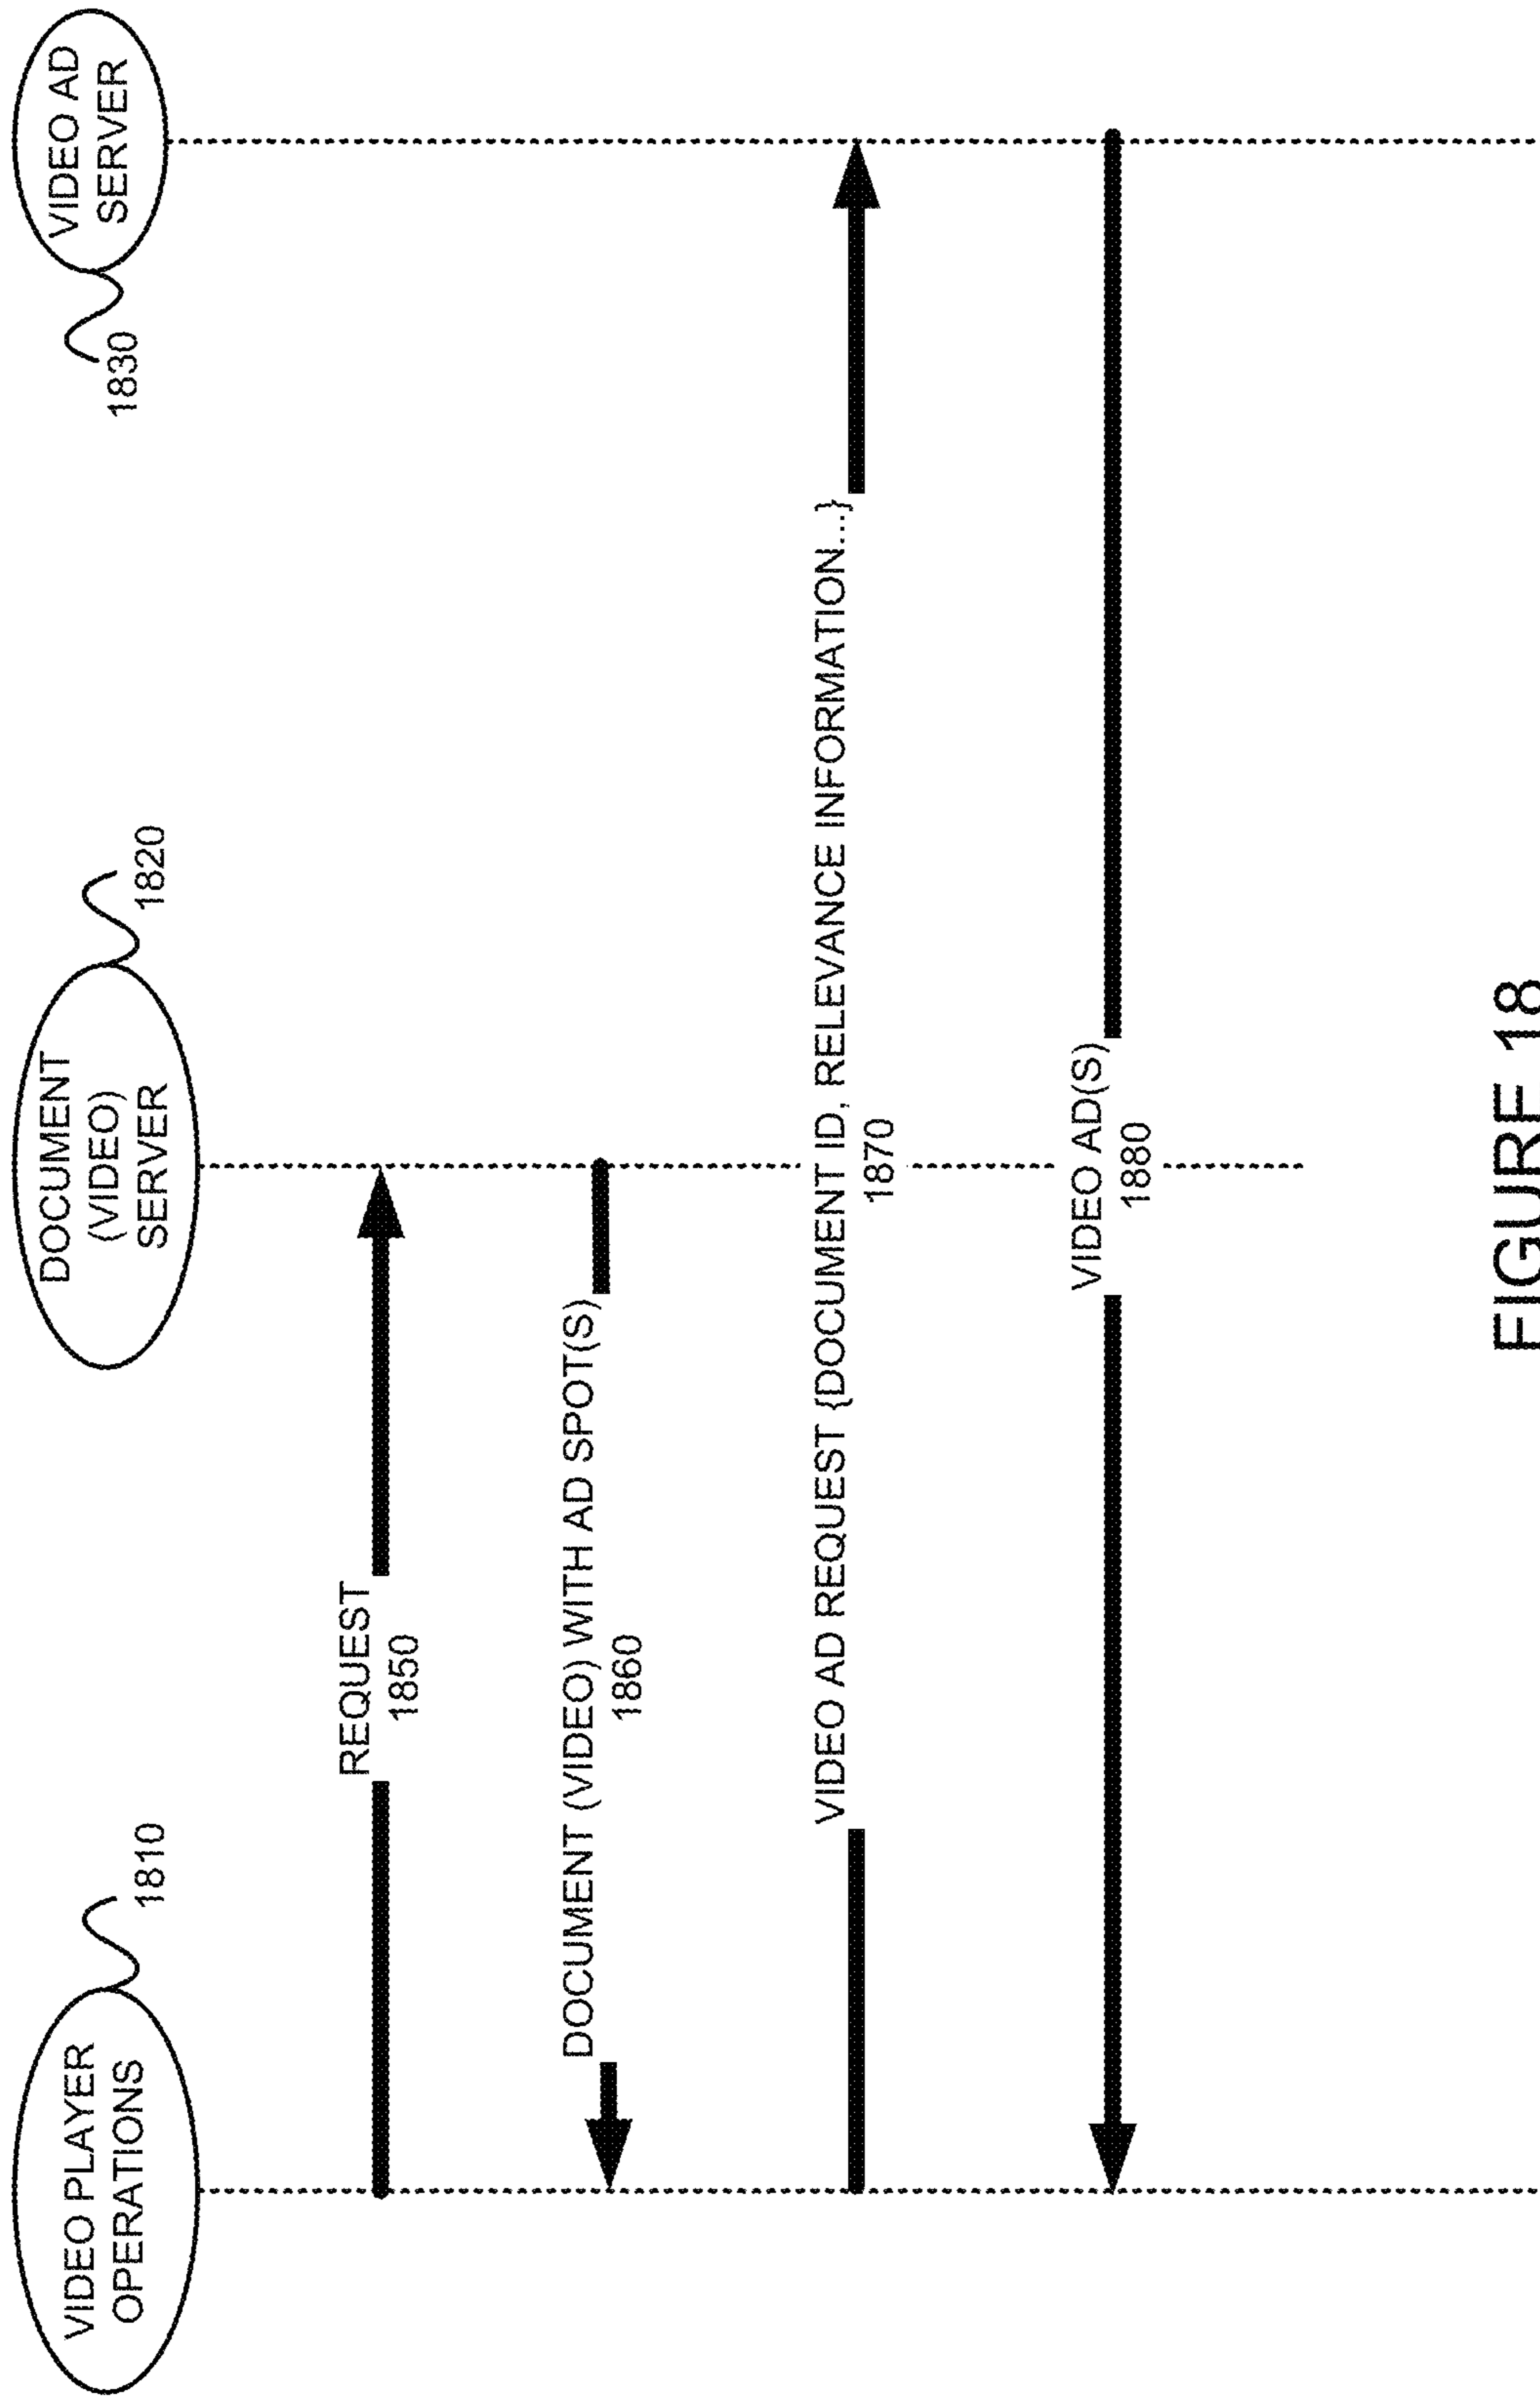 VIDEO PLAYER
OPERATIONS
1810
DOCUMENT
(VIDEO)
SERVER
1820
VIDEO AD
SERVER
1830
REQUEST
1850
DOCUMENT (VIDEO) WITH AD SPOT(S)
1860
VIDEO AD REQUEST {DOCUMENT ID, RELEVANCE INFORMATION...}
1870
VIDEO AD(S)
1880
FIGURE 18